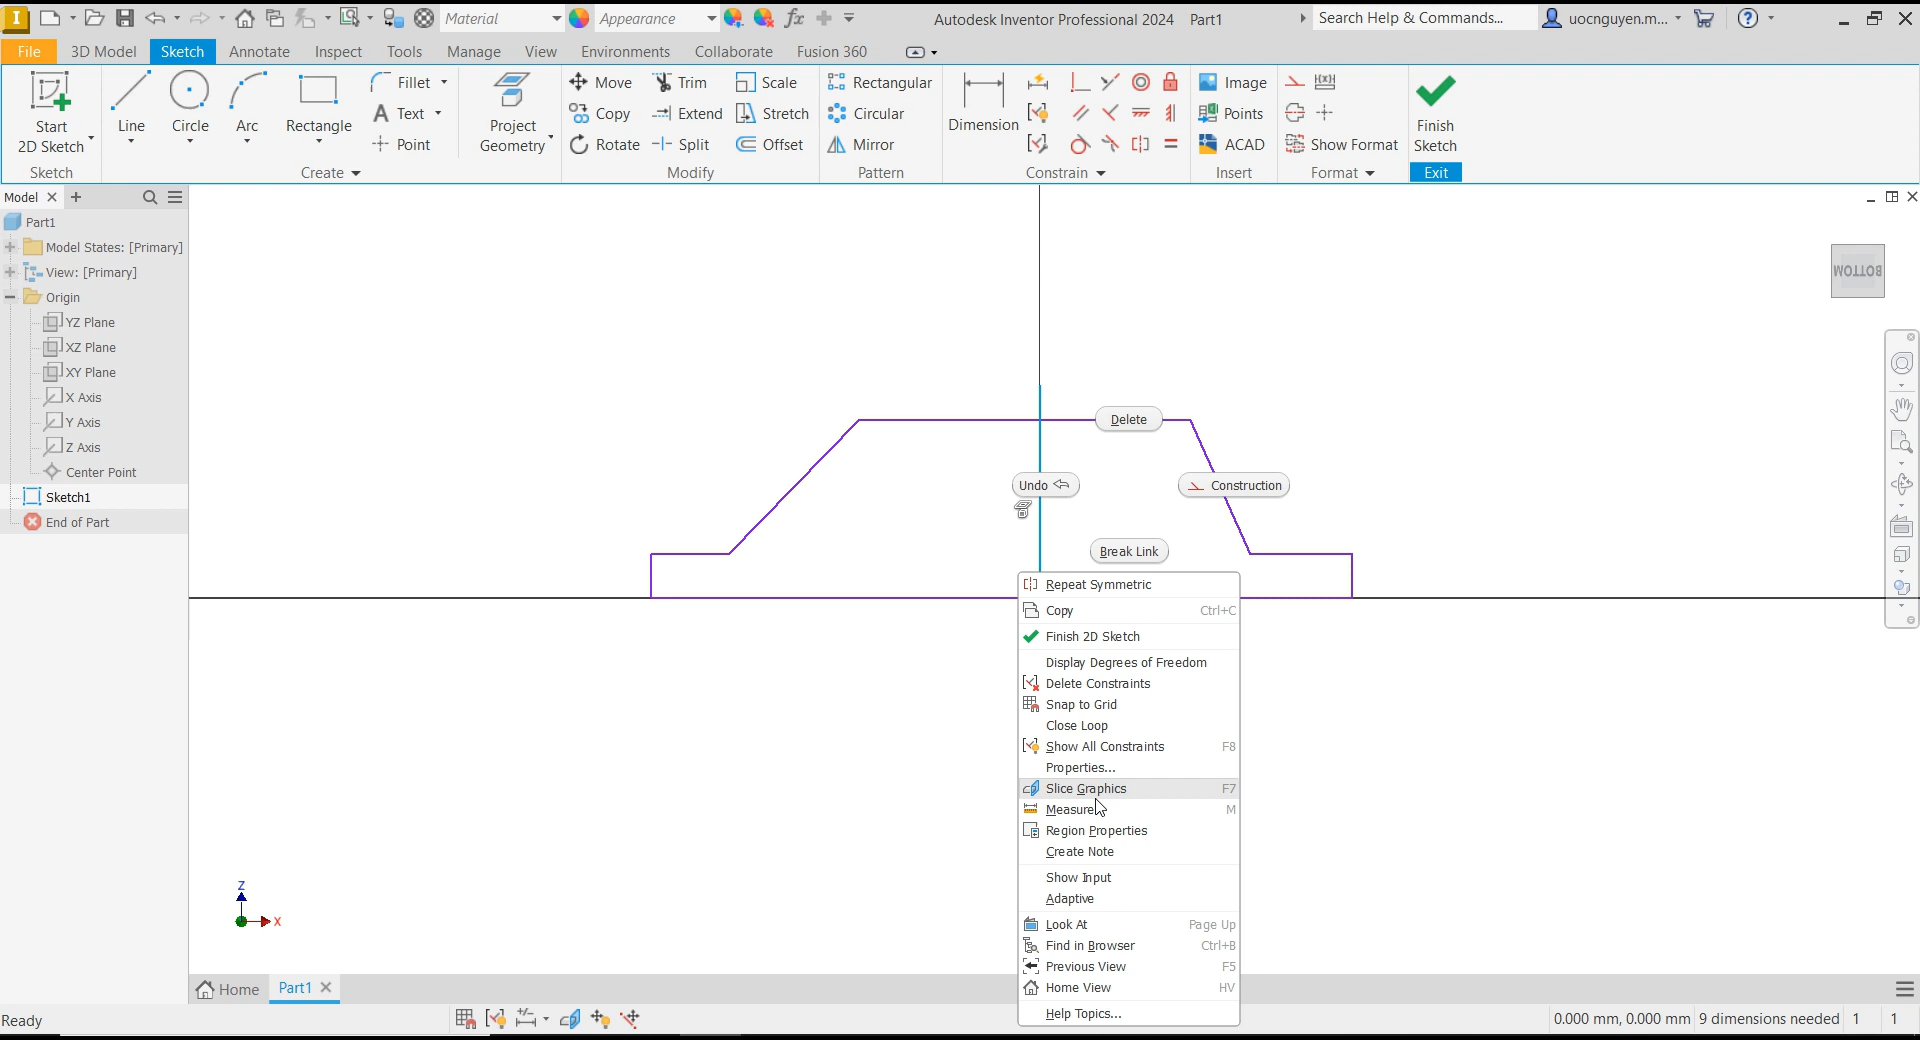 Material
Appearance
Autodesk Inventor Professional 2024 Part1
Search Help & Commands...
uocnguyen.m...
File 3D Model Sketch Annotate Inspect Tools Manage View Environments Collaborate Fusion 360
Start
2D Sketch
Line
Circle
Arc
Rectangle
Fillet
Text
Point
Project
Geometry
Move Trim Scale
Copy Extend Stretch
Rotate Split Offset
Rectangular
Circular
Mirror
Dimension
Image
Points
ACAD
Show Format
Finish
Sketch
Sketch Create Modify Pattern Constrain Insert Format Exit
Model
Part1
Model States: [Primary]
View: [Primary]
Origin
YZ Plane
XZ Plane
XY Plane
X Axis
Y Axis
Z Axis
Center Point
Sketch1
End of Part
BOTTOM
Delete
Undo
Construction
Break Link
Repeat Symmetric
Copy Ctrl+C
Finish 2D Sketch
Display Degrees of Freedom
Delete Constraints
Snap to Grid
Close Loop
Show All Constraints F8
Properties...
Slice Graphics F7
Measure M
Region Properties
Create Note
Show Input
Adaptive
Look At Page Up
Find in Browser Ctrl+B
Previous View F5
Home View HV
Help Topics...
Z
X
Home Part1
Ready
0.000 mm, 0.000 mm 9 dimensions needed 1 1